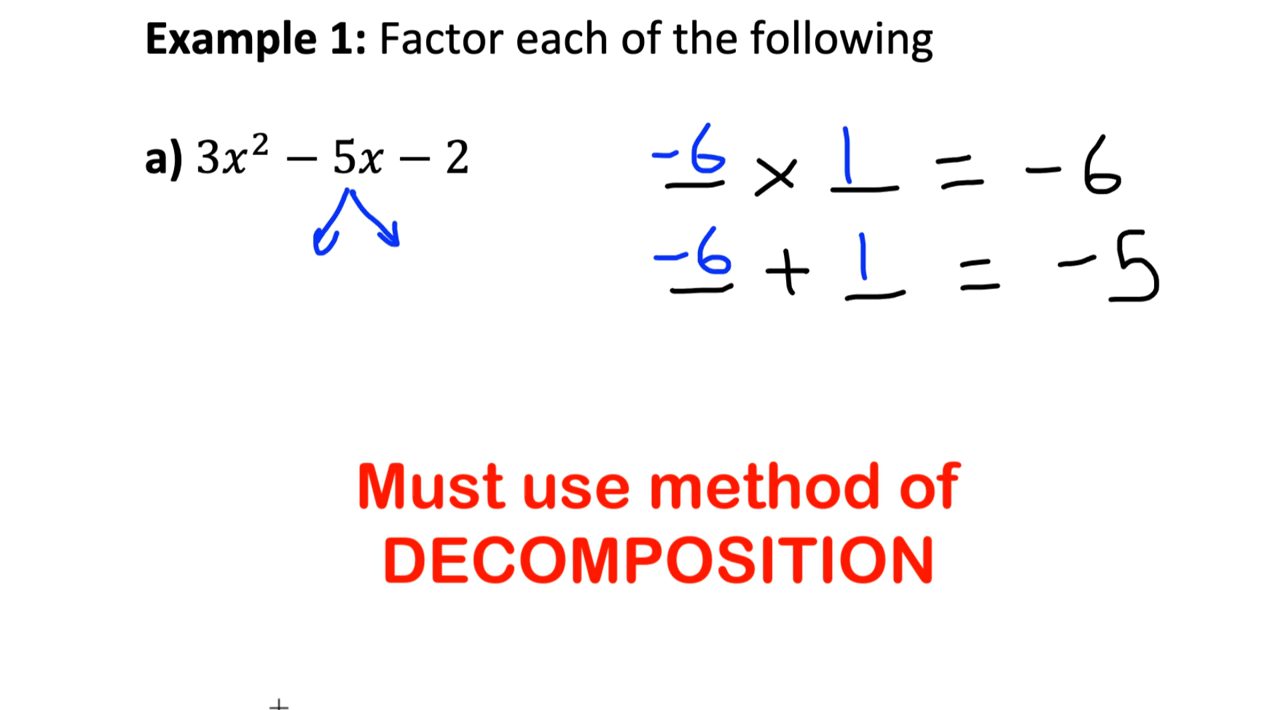 Example 1: Factor each of the following
a) 3x² − 5x − 2
-6 × 1 = -6
-6 + 1 = -5
Must use method of
DECOMPOSITION